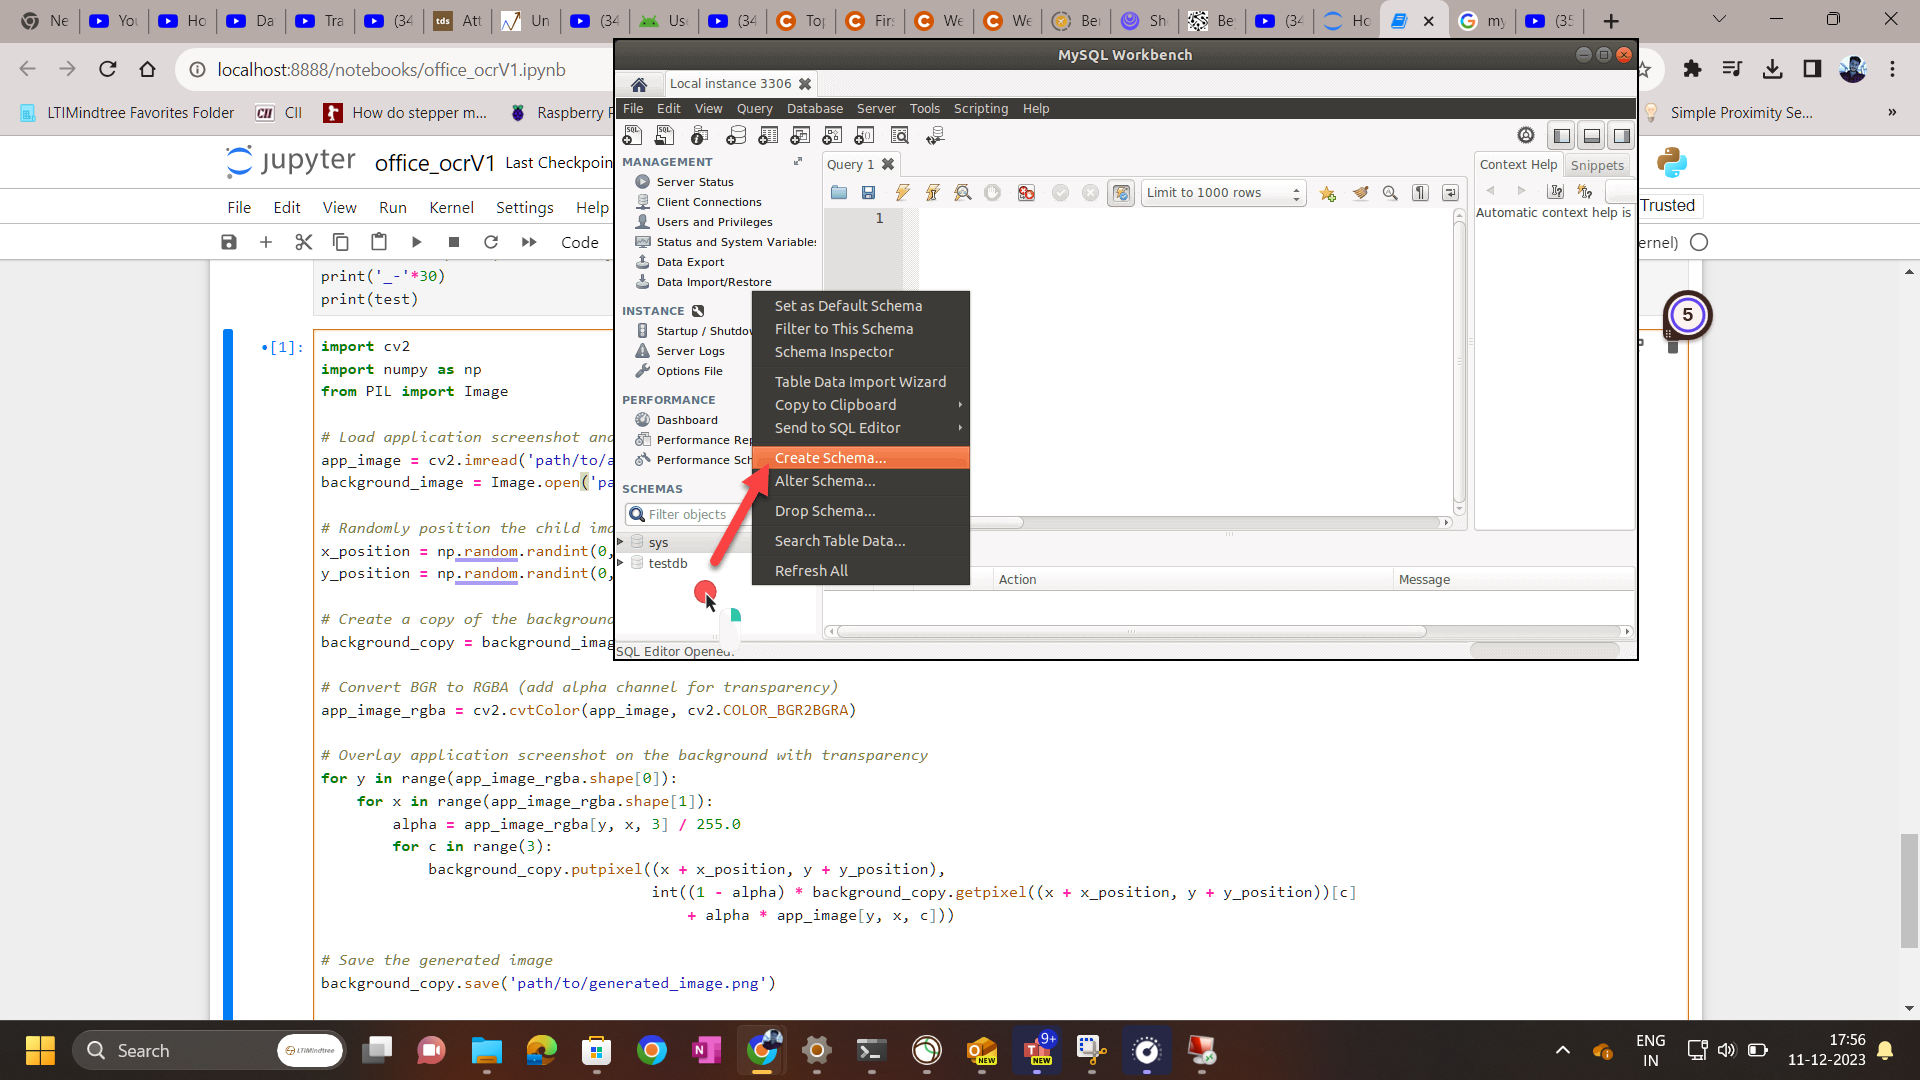 Ne
You
Ho
Da
Tra
(34
tds Att
Un
(34
Us
(34
Top
Firs
We
We
Ber
Sh
Be
(34
Ho
my
(35
localhost:8888/notebooks/office_ocrV1.ipynb
LTIMindtree Favorites Folder
CII CII
How do stepper m...
Raspberry
Simple Proximity Se...
»
jupyter office_ocrV1 Last Checkpoin
Trusted
File Edit View Run Kernel Settings Help
Code
ernel)
print('_-'*30)
print(test)
[1]:
import cv2
import numpy as np
from PIL import Image
# Load application screenshot and
app_image = cv2.imread('path/to/a
background_image = Image.open('pa
# Randomly position the child ima
x_position = np.random.randint(0,
y_position = np.random.randint(0,
# Create a copy of the background
background_copy = background_imag
# Convert BGR to RGBA (add alpha channel for transparency)
app_image_rgba = cv2.cvtColor(app_image, cv2.COLOR_BGR2BGRA)
# Overlay application screenshot on the background with transparency
for y in range(app_image_rgba.shape[0]):
for x in range(app_image_rgba.shape[1]):
alpha = app_image_rgba[y, x, 3] / 255.0
for c in range(3):
background_copy.putpixel((x + x_position, y + y_position),
int((1 - alpha) * background_copy.getpixel((x + x_position, y + y_position))[c]
+ alpha * app_image[y, x, c]))
# Save the generated image
background_copy.save('path/to/generated_image.png')
MySQL Workbench
Local instance 3306
File Edit View Query Database Server Tools Scripting Help
MANAGEMENT
Server Status
Client Connections
Users and Privileges
Status and System Variables
Data Export
Data Import/Restore
INSTANCE
Startup / Shutdow
Server Logs
Options File
PERFORMANCE
Dashboard
Performance Rep
Performance Sch
SCHEMAS
Filter objects
sys
testdb
SQL Editor Opened.
Query 1
Limit to 1000 rows
1
Context Help
Snippets
Automatic context help is
Set as Default Schema
Filter to This Schema
Schema Inspector
Table Data Import Wizard
Copy to Clipboard
Send to SQL Editor
Create Schema...
Alter Schema...
Drop Schema...
Search Table Data...
Refresh All
Action
Message
5
Search
LTIMindtree
NEW
9+
NEW
ENG
IN
17:56
11-12-2023